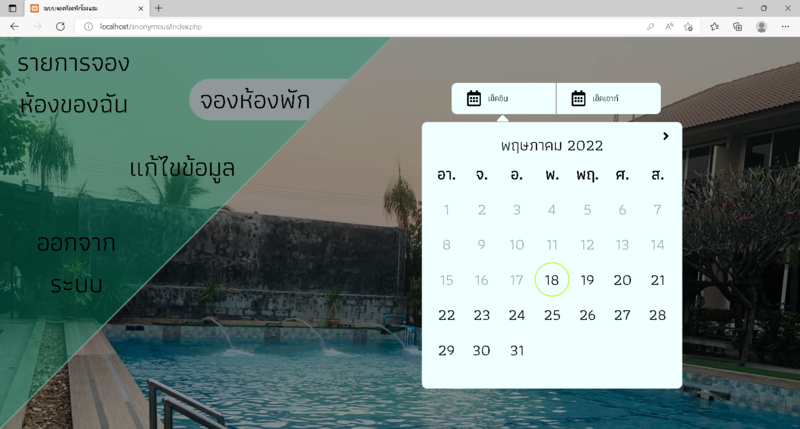 ระบบจองห้องพักโรงแรม
localhost/anonymous/index.php
รายการจอง
ห้องของฉัน
จองห้องพัก
แก้ไขข้อมูล
ออกจาก
ระบบ
เช็คอิน
เช็คเอาท์
พฤษภาคม 2022
อา. จ. อ. พ. พฤ. ศ. ส.
1 2 3 4 5 6 7
8 9 10 11 12 13 14
15 16 17 18 19 20 21
22 23 24 25 26 27 28
29 30 31